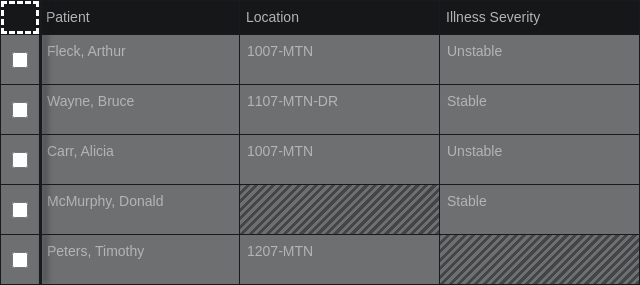 Patient Location Illness Severity
Fleck, Arthur 1007-MTN Unstable
Wayne, Bruce 1107-MTN-DR Stable
Carr, Alicia 1007-MTN Unstable
McMurphy, Donald Stable
Peters, Timothy 1207-MTN